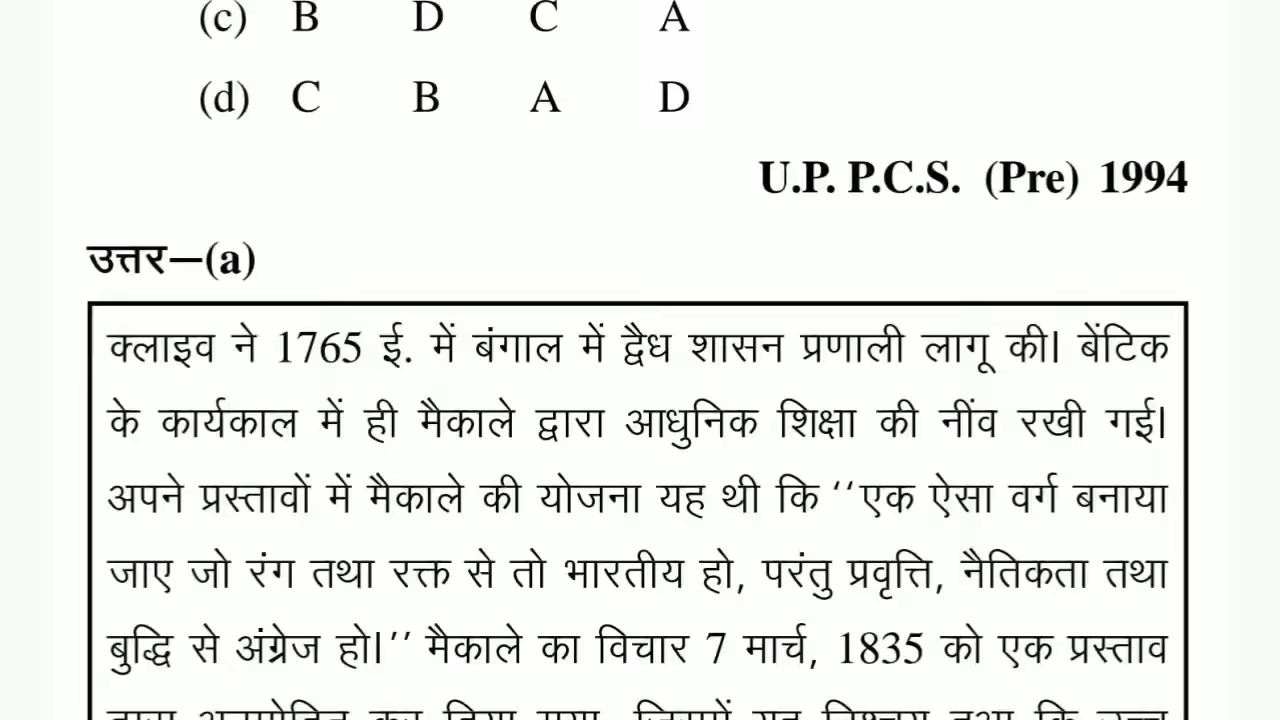 (c) B D C A
(d) C B A D
U.P. P.C.S. (Pre) 1994
उत्तर—(a)
क्लाइव ने 1765 ई. में बंगाल में द्वैध शासन प्रणाली लागू की। बेंटिक
के कार्यकाल में ही मैकाले द्वारा आधुनिक शिक्षा की नींव रखी गई।
अपने प्रस्तावों में मैकाले की योजना यह थी कि ‘‘एक ऐसा वर्ग बनाया
जाए जो रंग तथा रक्त से तो भारतीय हो, परंतु प्रवृत्ति, नैतिकता तथा
बुद्धि से अंग्रेज हो।’’ मैकाले का विचार 7 मार्च, 1835 को एक प्रस्ताव